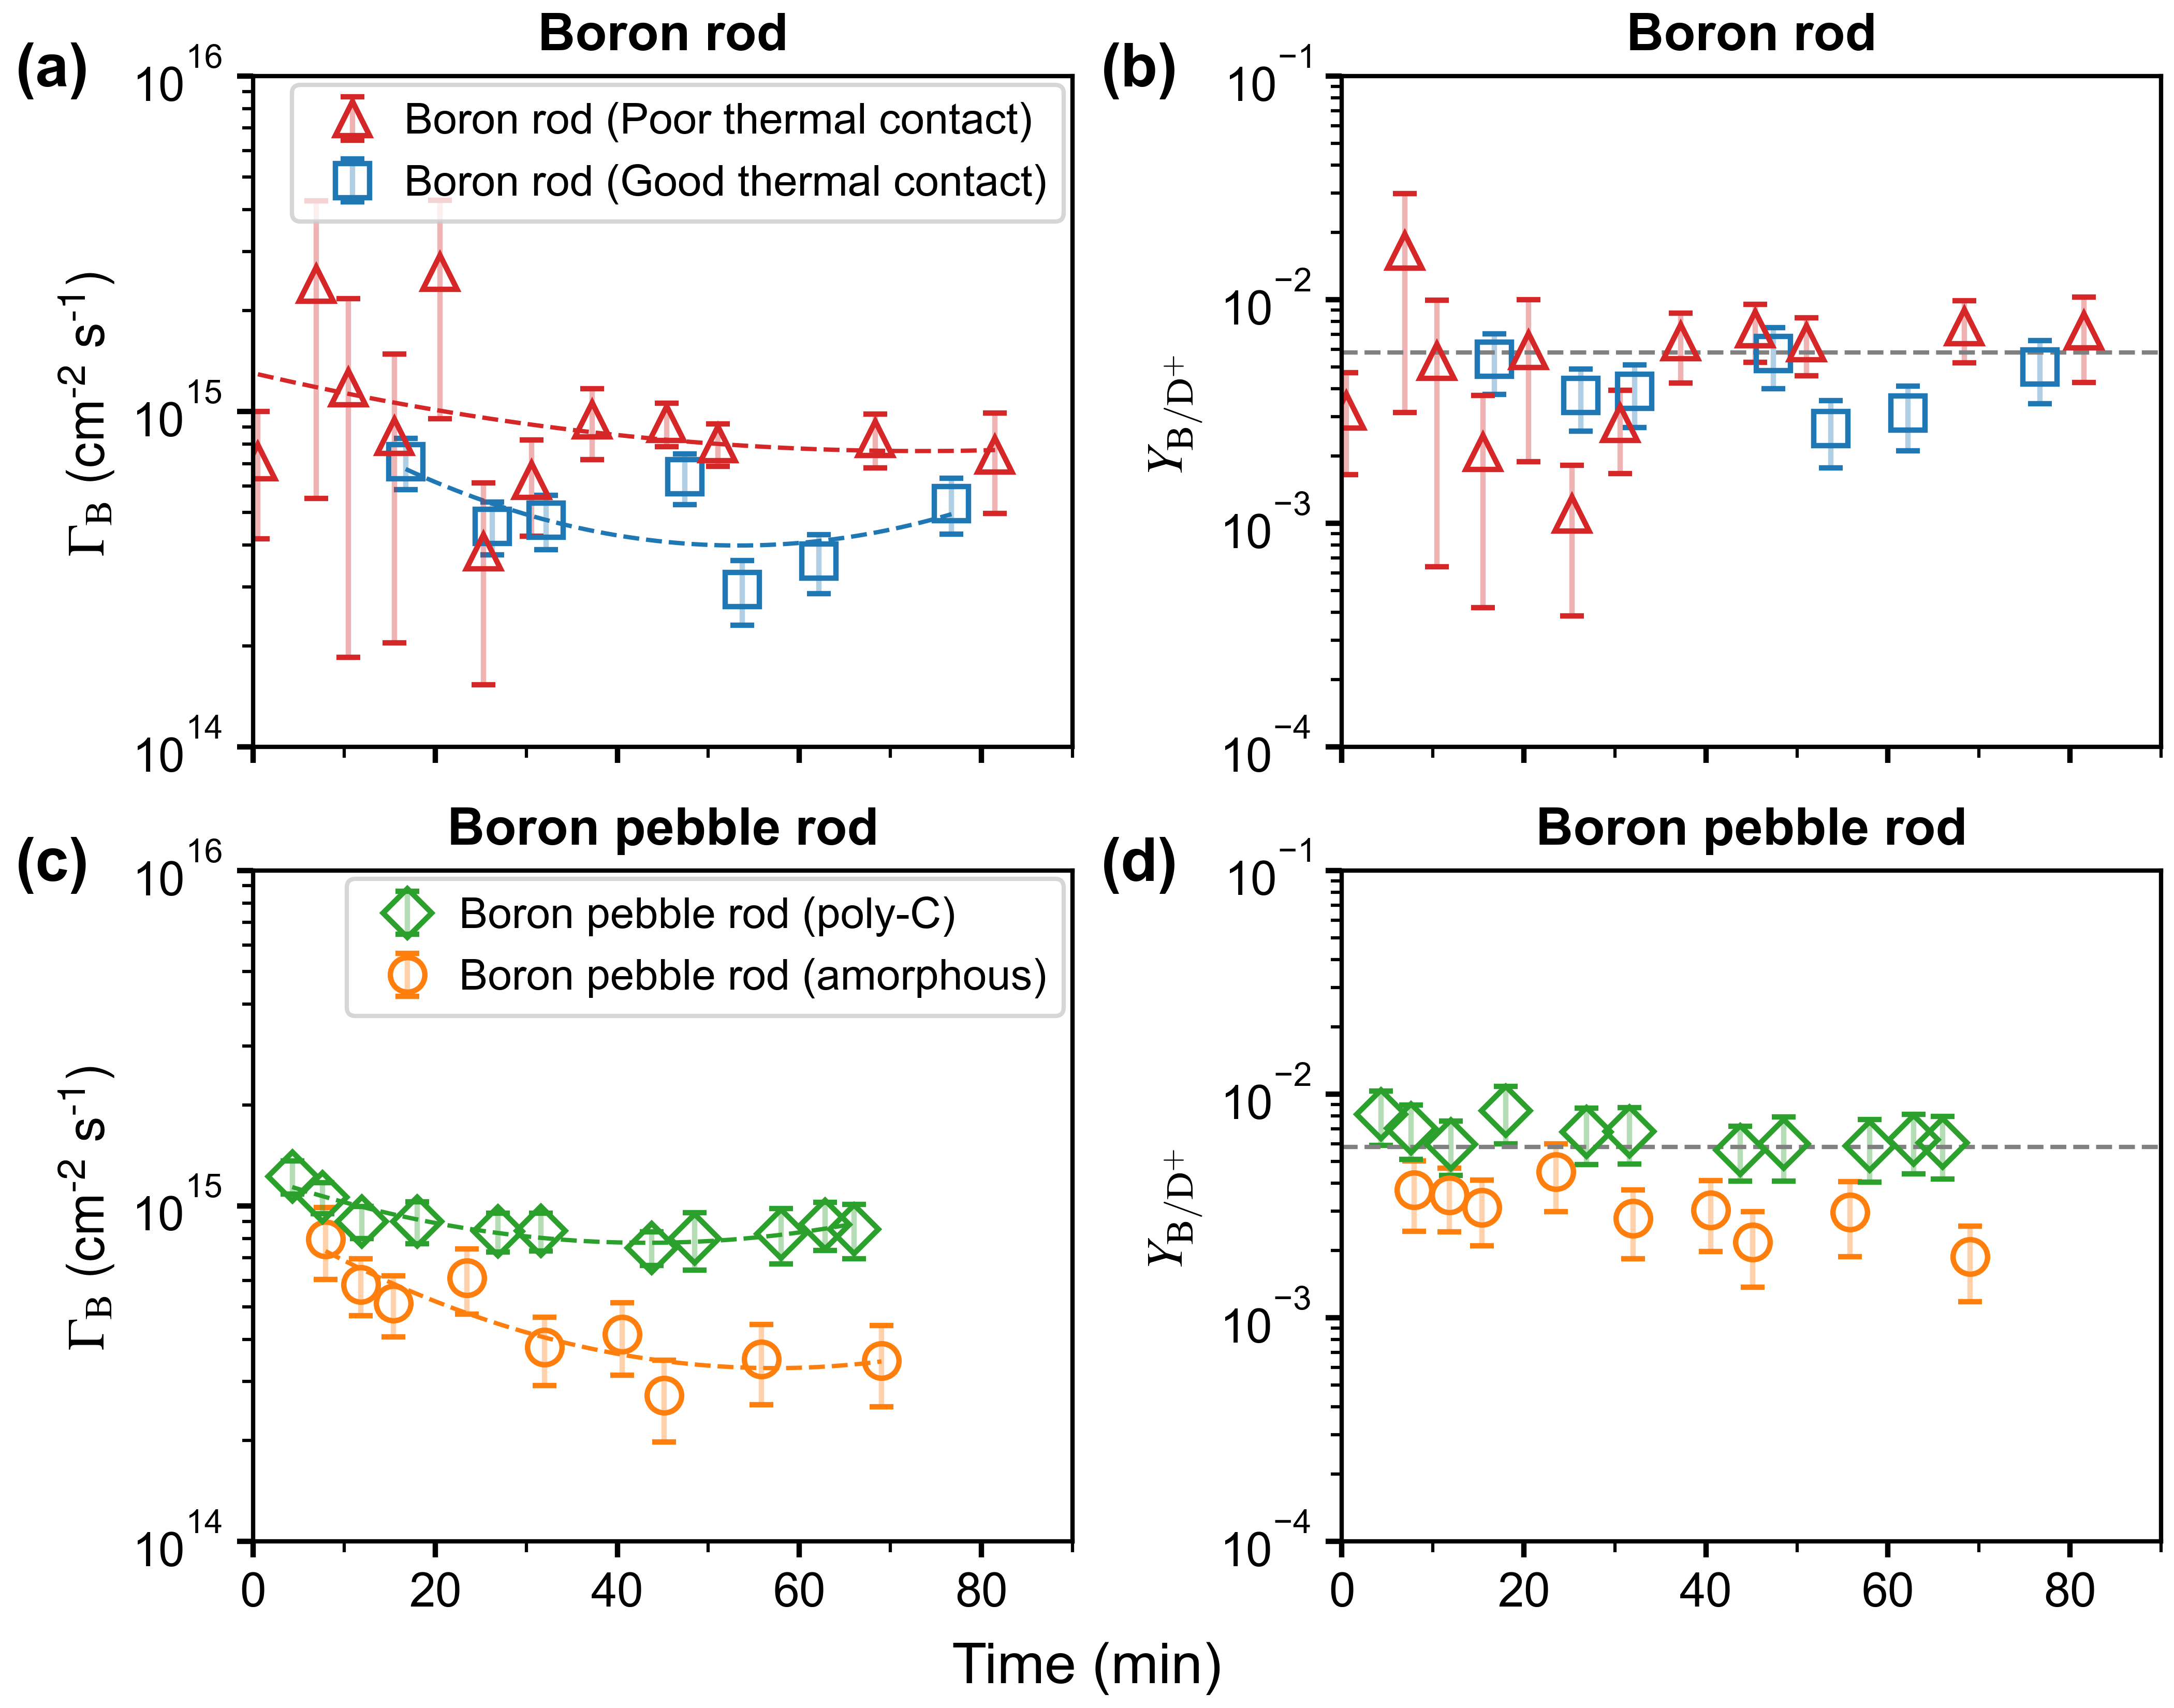 (a)
Boron rod
10^16
10^15
10^14
Γ_B (cm^-2 s^-1)
Boron rod (Poor thermal contact)
Boron rod (Good thermal contact)
(b)
Boron rod
10^−1
10^−2
10^−3
10^−4
Y_B/D+
(c)
Boron pebble rod
10^16
10^15
10^14
Γ_B (cm^-2 s^-1)
Boron pebble rod (poly-C)
Boron pebble rod (amorphous)
0 20 40 60 80
(d)
Boron pebble rod
10^−1
10^−2
10^−3
10^−4
Y_B/D+
0 20 40 60 80
Time (min)